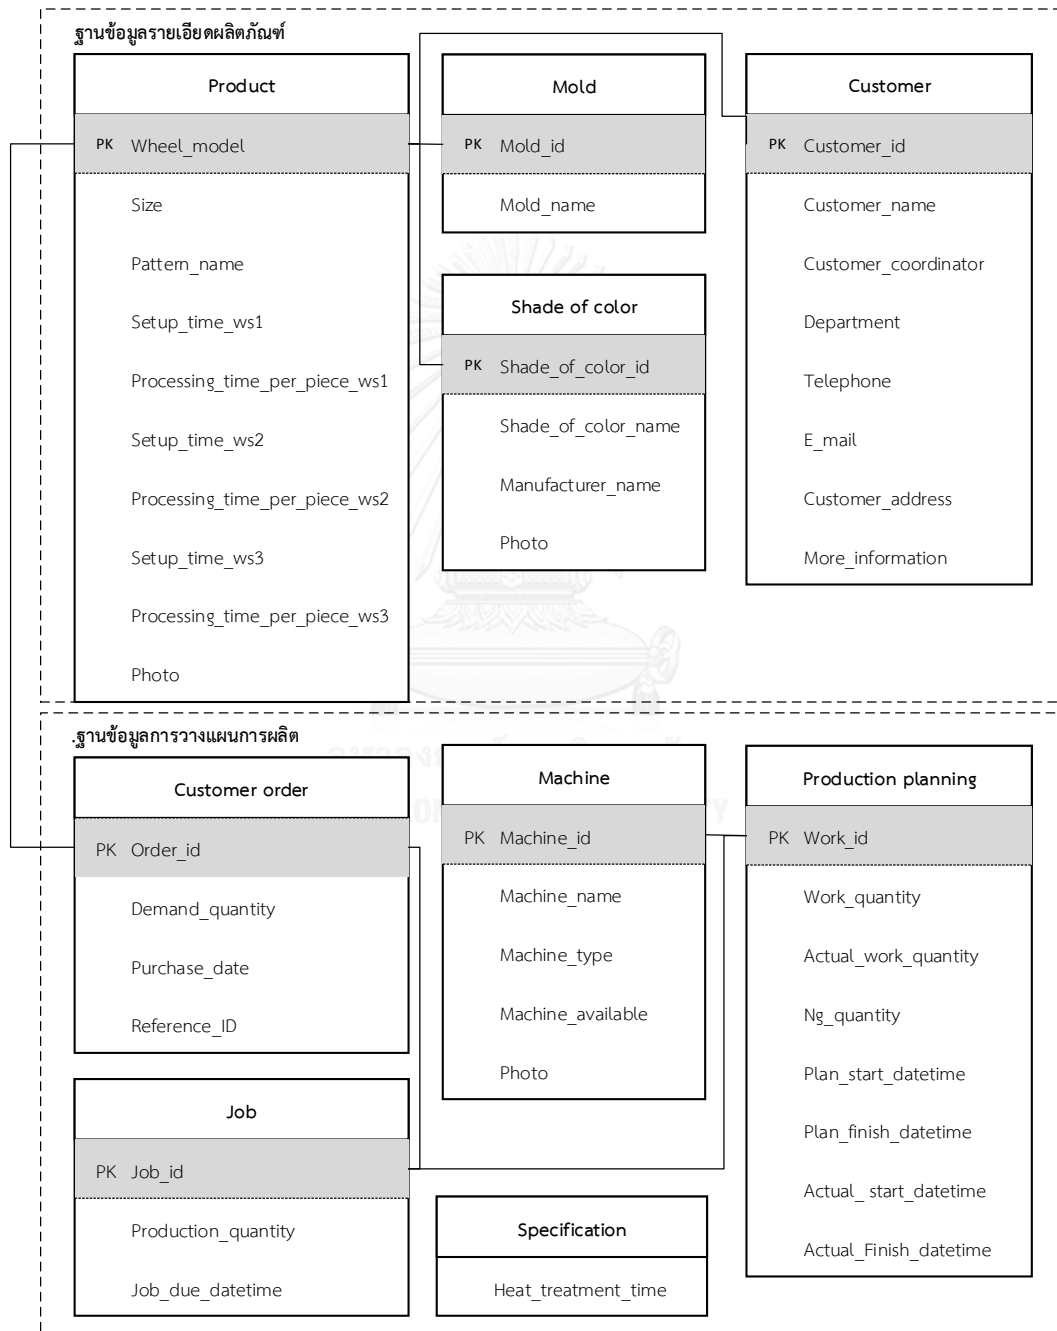 ฐานข้อมูลรายเอียดผลิตภัณฑ์
Product
PK Wheel_model
Size
Pattern_name
Setup_time_ws1
Processing_time_per_piece_ws1
Setup_time_ws2
Processing_time_per_piece_ws2
Setup_time_ws3
Processing_time_per_piece_ws3
Photo
Mold
PK Mold_id
Mold_name
Shade of color
PK Shade_of_color_id
Shade_of_color_name
Manufacturer_name
Photo
Customer
PK Customer_id
Customer_name
Customer_coordinator
Department
Telephone
E_mail
Customer_address
More_information
.ฐานข้อมูลการวางแผนการผลิต
Customer order
PK Order_id
Demand_quantity
Purchase_date
Reference_ID
Job
PK Job_id
Production_quantity
Job_due_datetime
Machine
PK Machine_id
Machine_name
Machine_type
Machine_available
Photo
Specification
Heat_treatment_time
Production planning
PK Work_id
Work_quantity
Actual_work_quantity
Ng_quantity
Plan_start_datetime
Plan_finish_datetime
Actual_ start_datetime
Actual_Finish_datetime